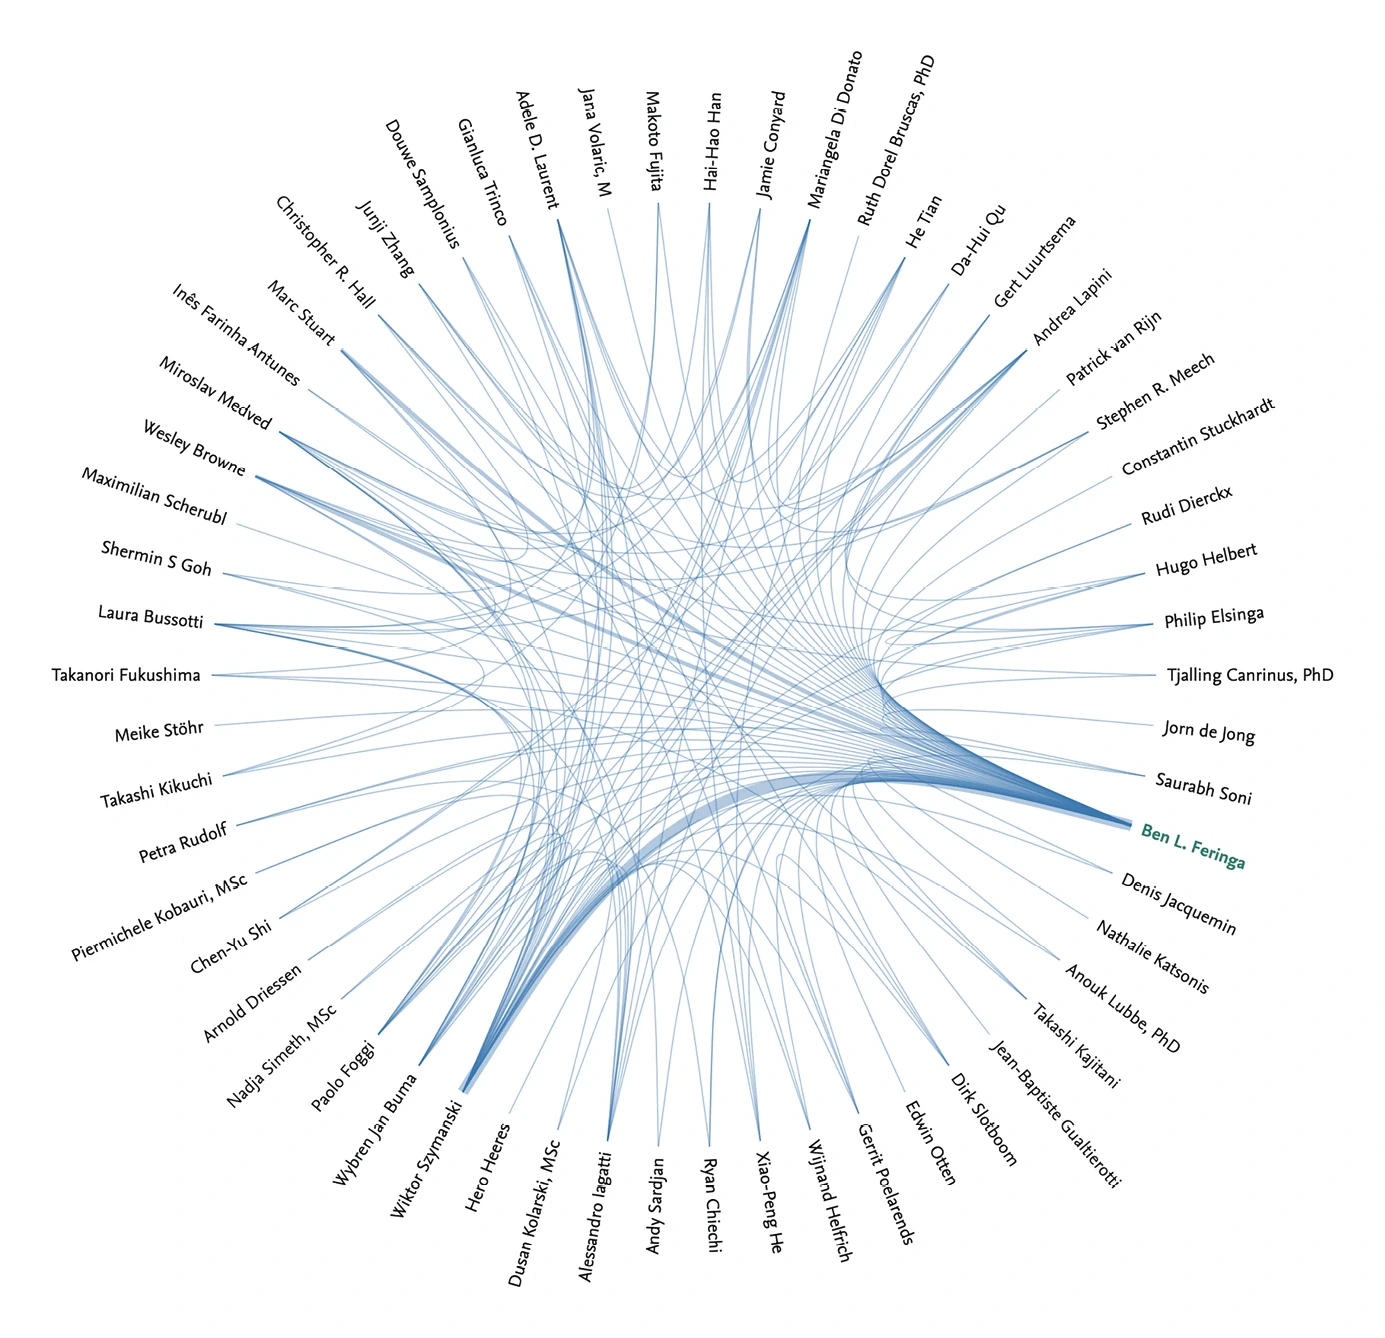 Mariangela Di Donato
Ruth Dorel Bruscas, PhD
He Tian
Da-Hui Qu
Gert Luurtsema
Andrea Lapini
Patrick van Rijn
Stephen R. Meech
Constantin Stuckhardt
Rudi Dierckx
Hugo Helbert
Philip Elsinga
Tjalling Canrinus, PhD
Jorn de Jong
Saurabh Soni
Ben L. Feringa
Denis Jacquemin
Nathalie Katsonis
Anouk Lubbe, PhD
Takashi Kajitani
Jean-Baptiste Gualtierotti
Dirk Slotboom
Edwin Otten
Gerrit Poelarends
Wijnand Helfrich
Xiao-Peng He
Ryan Chiechi
Andy Sardjan
Alessandro Iagatti
Dusan Kolarski, MSc
Hero Heeres
Wiktor Szymanski
Wybren Jan Buma
Paolo Foggi
Nadja Simeth, MSc
Arnold Driessen
Chen-Yu Shi
Piermichele Kobauri, MSc
Petra Rudolf
Takashi Kikuchi
Meike Stöhr
Takanori Fukushima
Laura Bussotti
Shermin S Goh
Maximilian Scherubl
Wesley Browne
Miroslav Medved
Inês Farinha Antunes
Marc Stuart
Christopher R. Hall
Junji Zhang
Douwe Samplonius
Gianluca Trinco
Adele D. Laurent
Jana Volaric, M
Makoto Fujita
Hai-Hao Han
Jamie Conyard